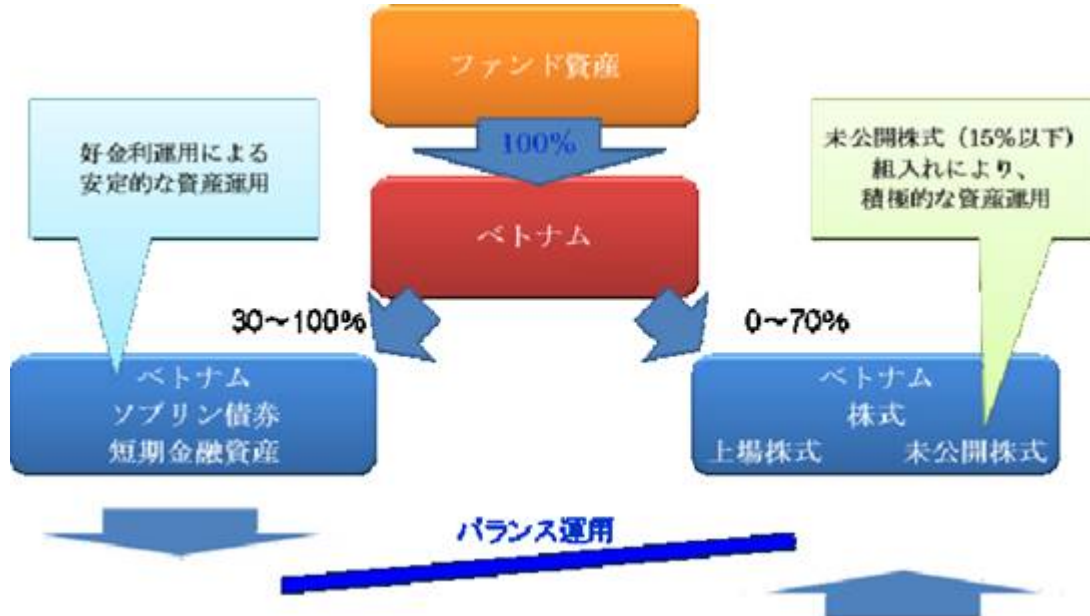 ファンド資産
100%
好金利運用による
安定的な資産運用
未公開株式（15%以下）
組入れにより、
積極的な資産運用
ベトナム
30～100%
0～70%
ベトナム
ソブリン債券
短期金融資産
ベトナム
株式
上場株式 未公開株式
バランス運用